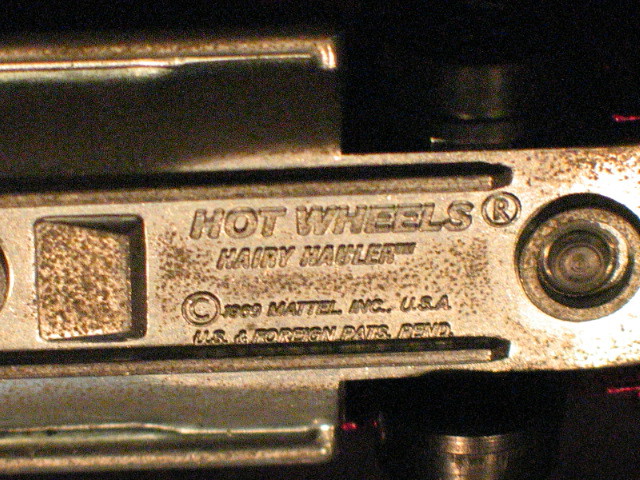 HOT WHEELS®
HAIRY HAULER™
© 1969 MATTEL, INC., U.S.A.
U.S. & FOREIGN PATS. PEND.